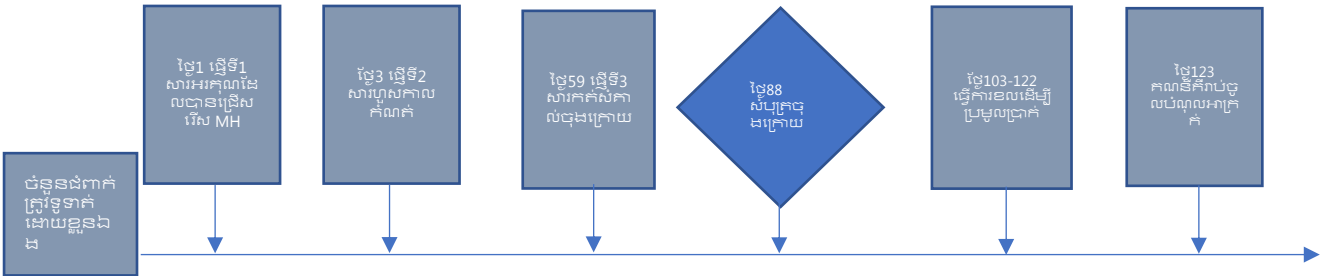 ថ្ងៃ1 ផ្ញើទី1
សារអរគុណដែ
លបានជ្រើស
រើស MH
ថ្ងៃ3 ផ្ញើទី2
សារហួសកាល
កំណត់
ថ្ងៃ59 ផ្ញើទី3
សារកត់សំគា
ល់ចុងក្រោយ
ថ្ងៃ88
សំបុត្រចុ
ងក្រោយ
ថ្ងៃ103-122
ធ្វើការខលដើម្បី
ប្រមូលប្រាក់
ថ្ងៃ123
គណនីកីរាប់ចូ
លបំណុលអាក្រ
ក់
ចំនួនជំពាក់
ត្រូវទូទាត់
ដោយខ្លួនឯ
ង